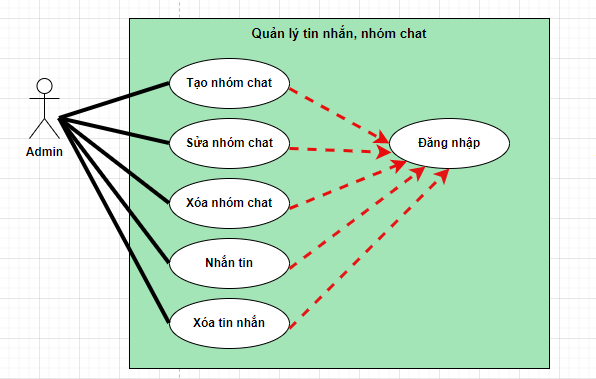 Quản lý tin nhắn, nhóm chat
Tạo nhóm chat
Sửa nhóm chat
Đăng nhập
Admin
Xóa nhóm chat
Nhắn tin
Xóa tin nhắn